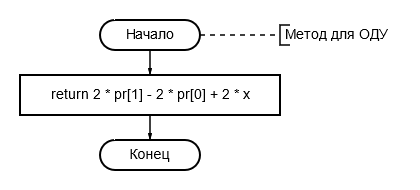 Начало
Метод для ОДУ
return 2 * pr[1] - 2 * pr[0] + 2 * x
Конец